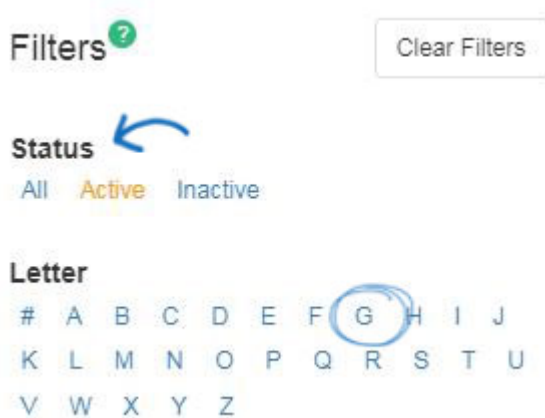 Filters ?
Clear Filters
Status
All Active Inactive
Letter
# A B C D E F G H I J
K L M N O P Q R S T U
V W X Y Z